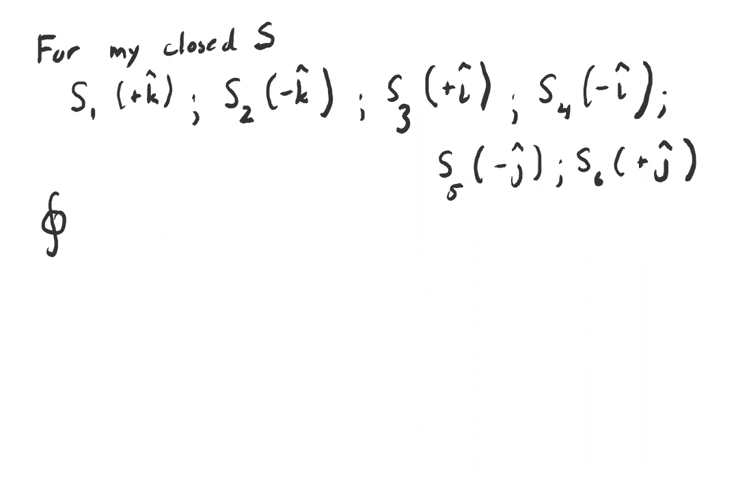 For my closed S
S₁ (+k̂) ; S₂ (-k̂) ; S₃ (+î) ; S₄ (-î) ;
S₅ (-ĵ) ; S₆ (+ĵ)
∮